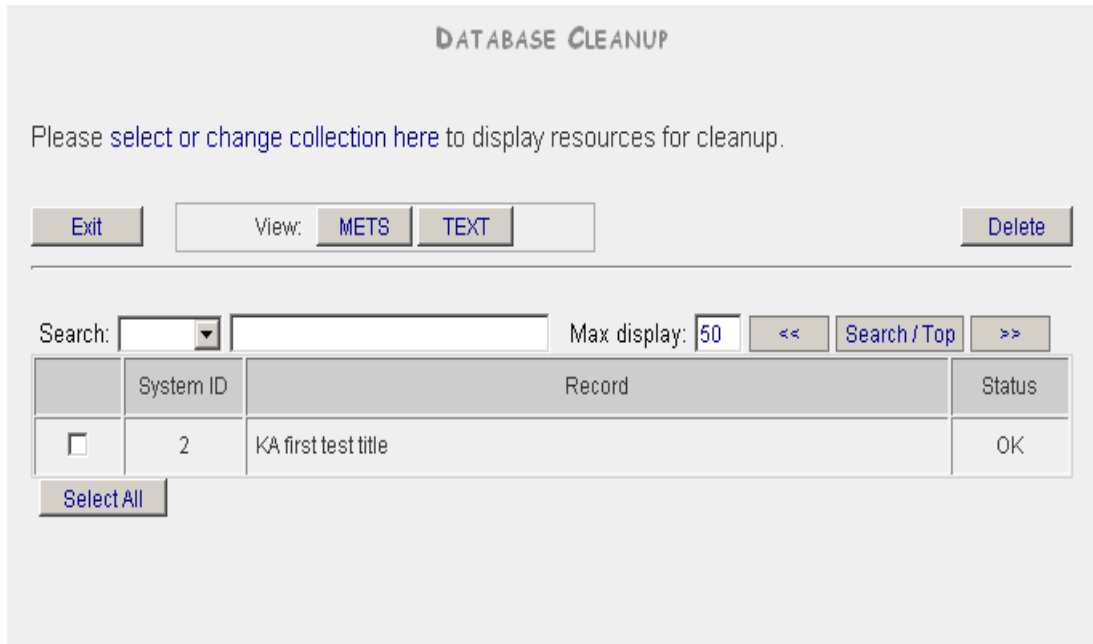 DATABASE CLEANUP
Please select or change collection here to display resources for cleanup.
Exit View: METS TEXT Delete
Search: Max display: 50 << Search / Top >>
System ID Record Status
2 KA first test title OK
Select All